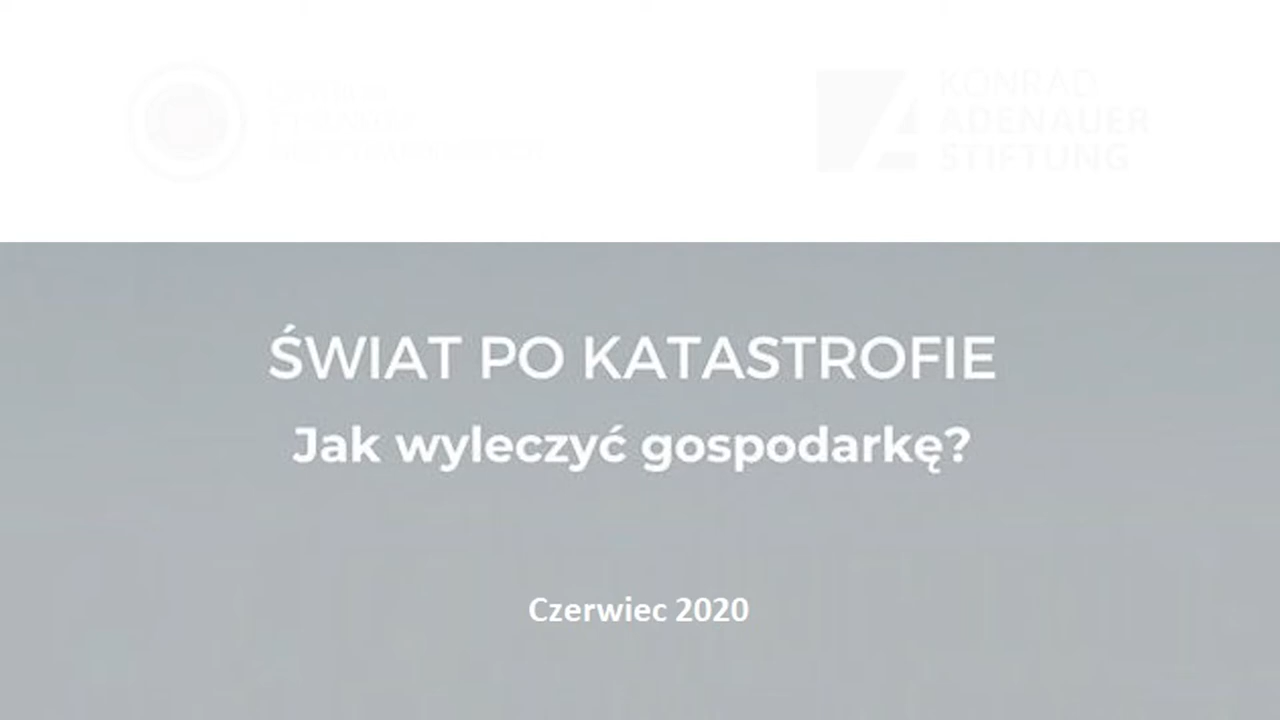 KONRAD
ADENAUER
STIFTUNG
ŚWIAT PO KATASTROFIE
Jak wyleczyć gospodarkę?
Czerwiec 2020